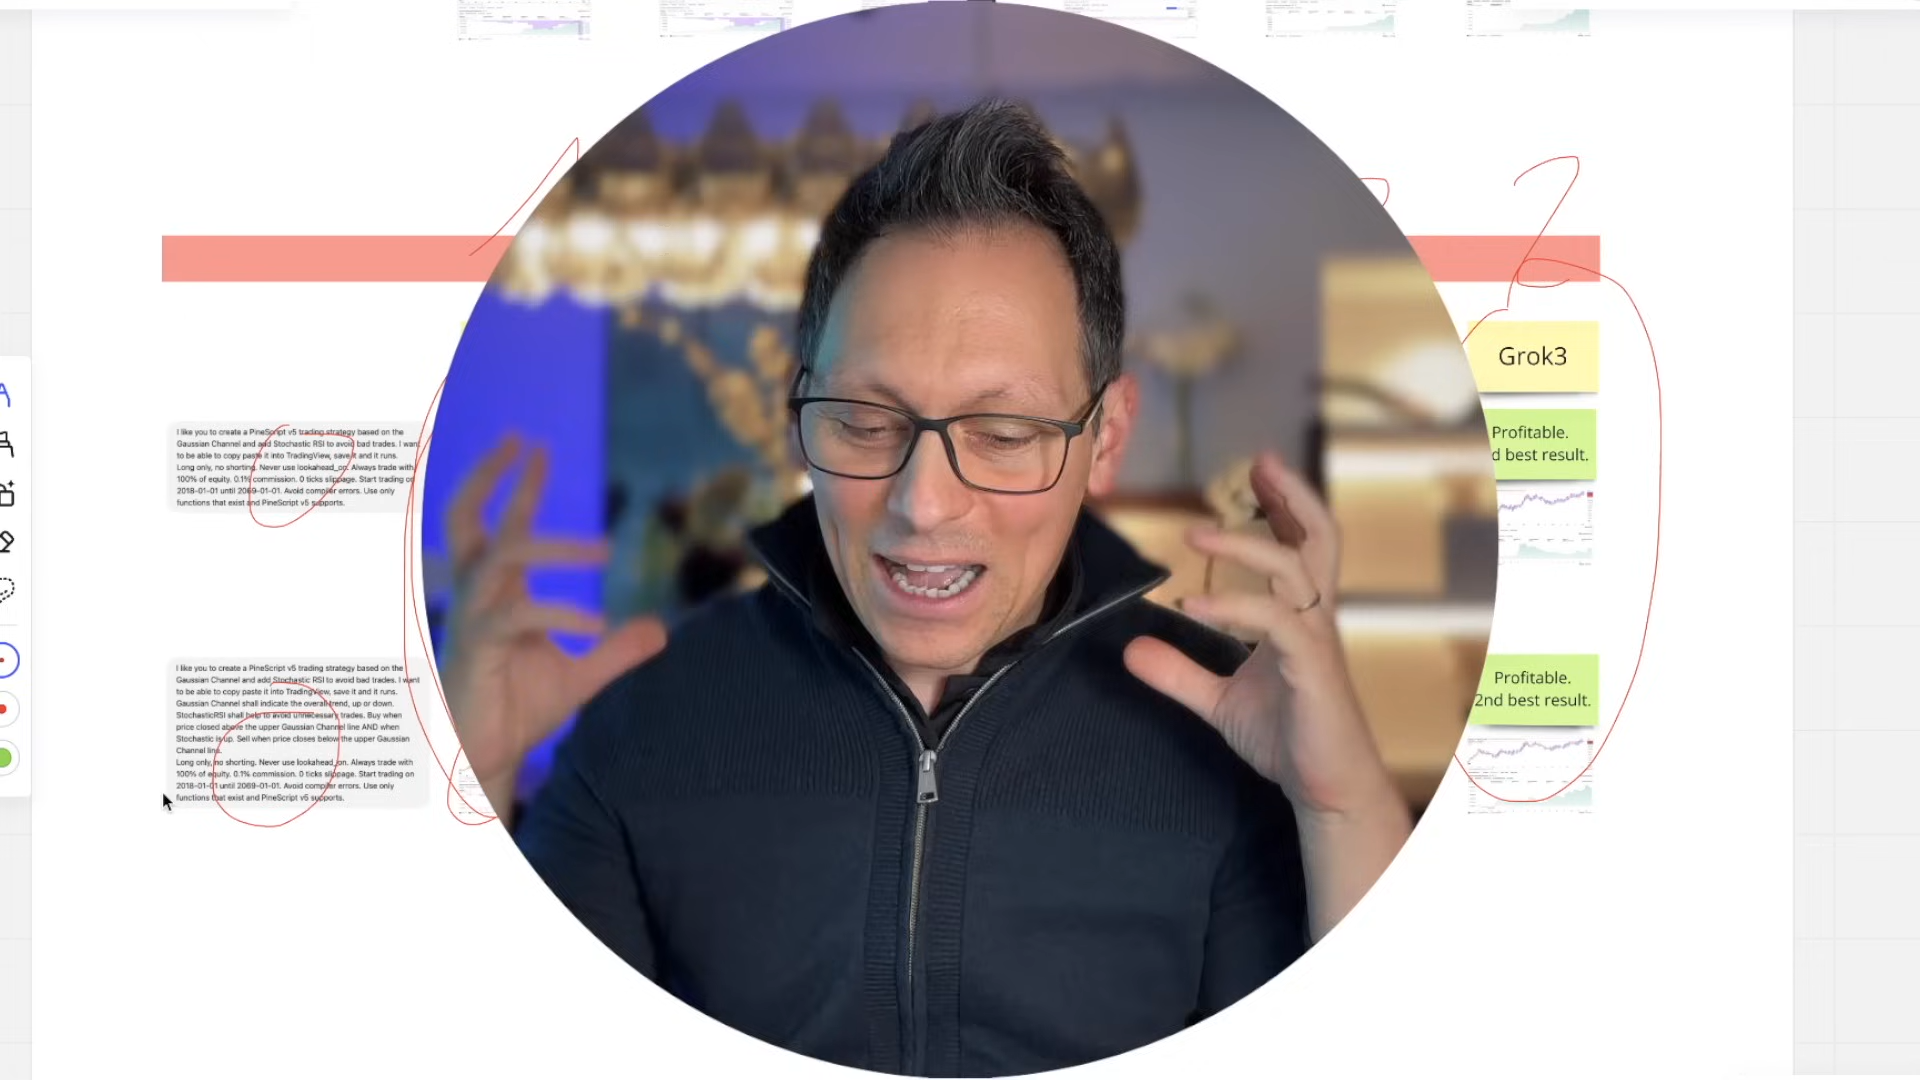 I like you to create a PineScript v5 trading strategy based on the
Gaussian Channel and add Stochastic RSI to avoid bad trades. I want
to be able to copy paste it into TradingView, save it and it runs.
Long only, no shorting. Never use lookahead_on. Always trade with
100% of equity. 0.1% commission. 0 ticks slippage. Start trading on
2018-01-01 until 2069-01-01. Avoid compiler errors. Use only
functions that exist and PineScript v5 supports.
I like you to create a PineScript v5 trading strategy based on the
Gaussian Channel and add Stochastic RSI to avoid bad trades. I want
to be able to copy paste it into TradingView, save it and it runs.
Gaussian Channel shall indicate the overall trend, up or down.
StochasticRSI shall help to avoid unnecessary trades. Buy when
price closed above the upper Gaussian Channel line AND when
Stochastic is up. Sell when price closes below the upper Gaussian
Channel line.
Long only, no shorting. Never use lookahead_on. Always trade with
100% of equity. 0.1% commission. 0 ticks slippage. Start trading on
2018-01-01 until 2069-01-01. Avoid compiler errors. Use only
functions that exist and PineScript v5 supports.
Grok3
Profitable.
d best result.
Profitable.
2nd best result.